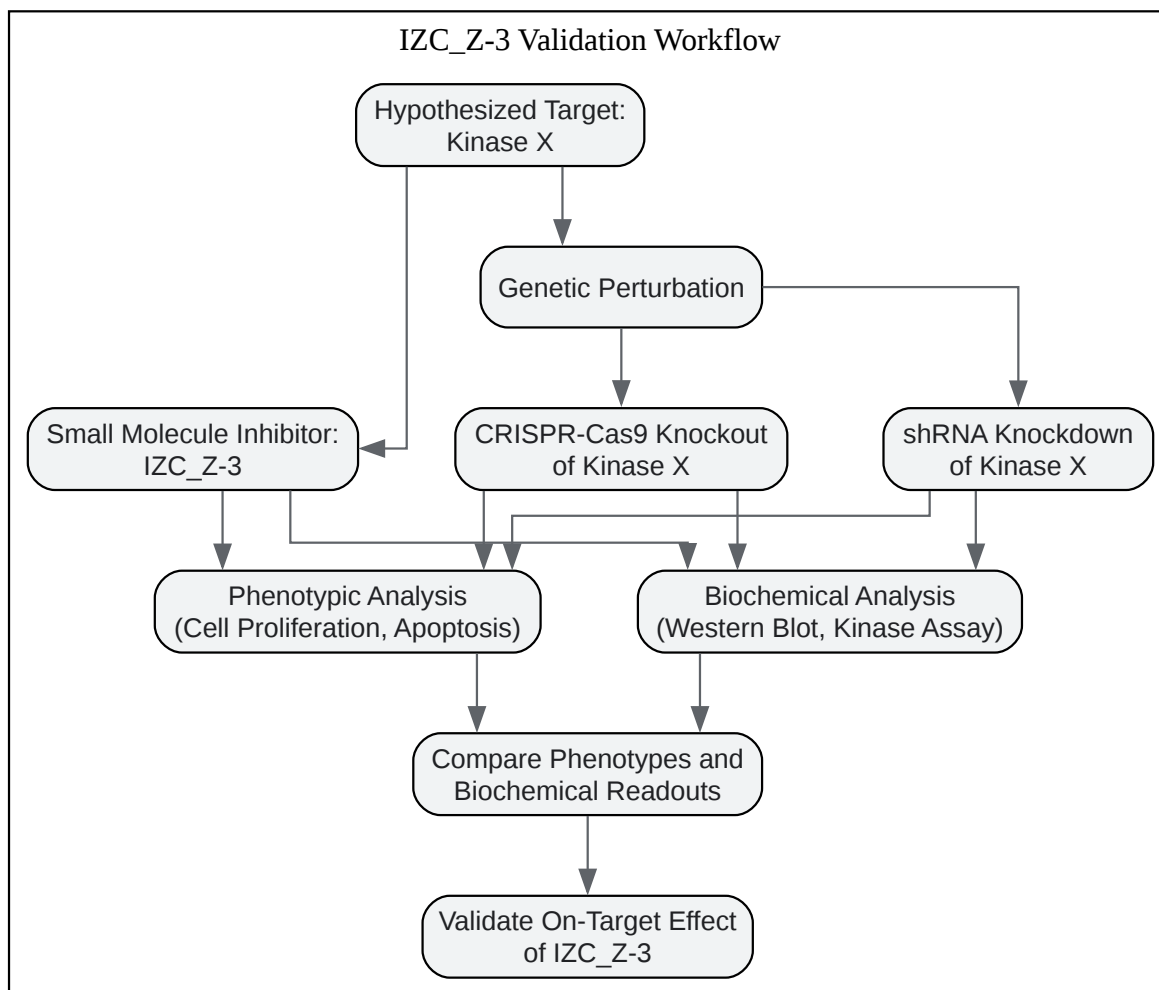 IZC_Z-3 Validation Workflow
Hypothesized Target:
Kinase X
Genetic Perturbation
Small Molecule Inhibitor:
IZC_Z-3
CRISPR-Cas9 Knockout
of Kinase X
shRNA Knockdown
of Kinase X
Phenotypic Analysis
(Cell Proliferation, Apoptosis)
Biochemical Analysis
(Western Blot, Kinase Assay)
Compare Phenotypes and
Biochemical Readouts
Validate On-Target Effect
of IZC_Z-3